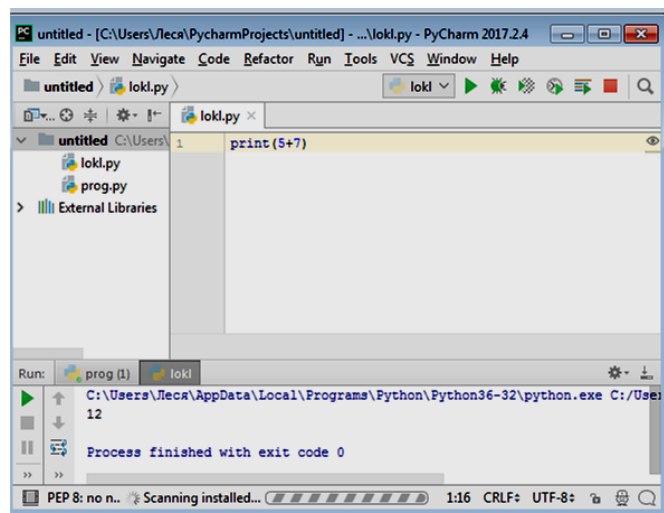 untitled - [C:\Users\Леся\PycharmProjects\untitled] - ...\lokl.py - PyCharm 2017.2.4
File Edit View Navigate Code Refactor Run Tools VCS Window Help
untitled lokl.py lokl
lokl.py
untitled C:\Users\
lokl.py
prog.py
External Libraries
1 print(5+7)
Run: prog (1) lokl
C:\Users\Леся\AppData\Local\Programs\Python\Python36-32\python.exe C:/User
12
Process finished with exit code 0
PEP 8: no n.. Scanning installed... 1:16 CRLF UTF-8